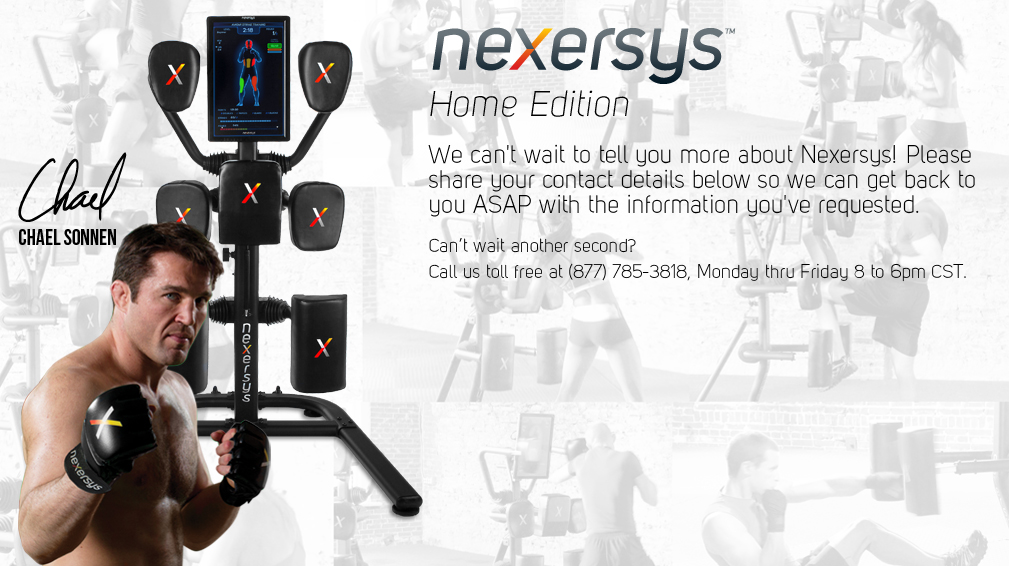 nexersys™
Home Edition
We can't wait to tell you more about Nexersys! Please
share your contact details below so we can get back to
you ASAP with the information you've requested.
Can't wait another second?
Call us toll free at (877) 785-3818, Monday thru Friday 8 to 6pm CST.
Chael
CHAEL SONNEN
2:18
nexersys
nexersys